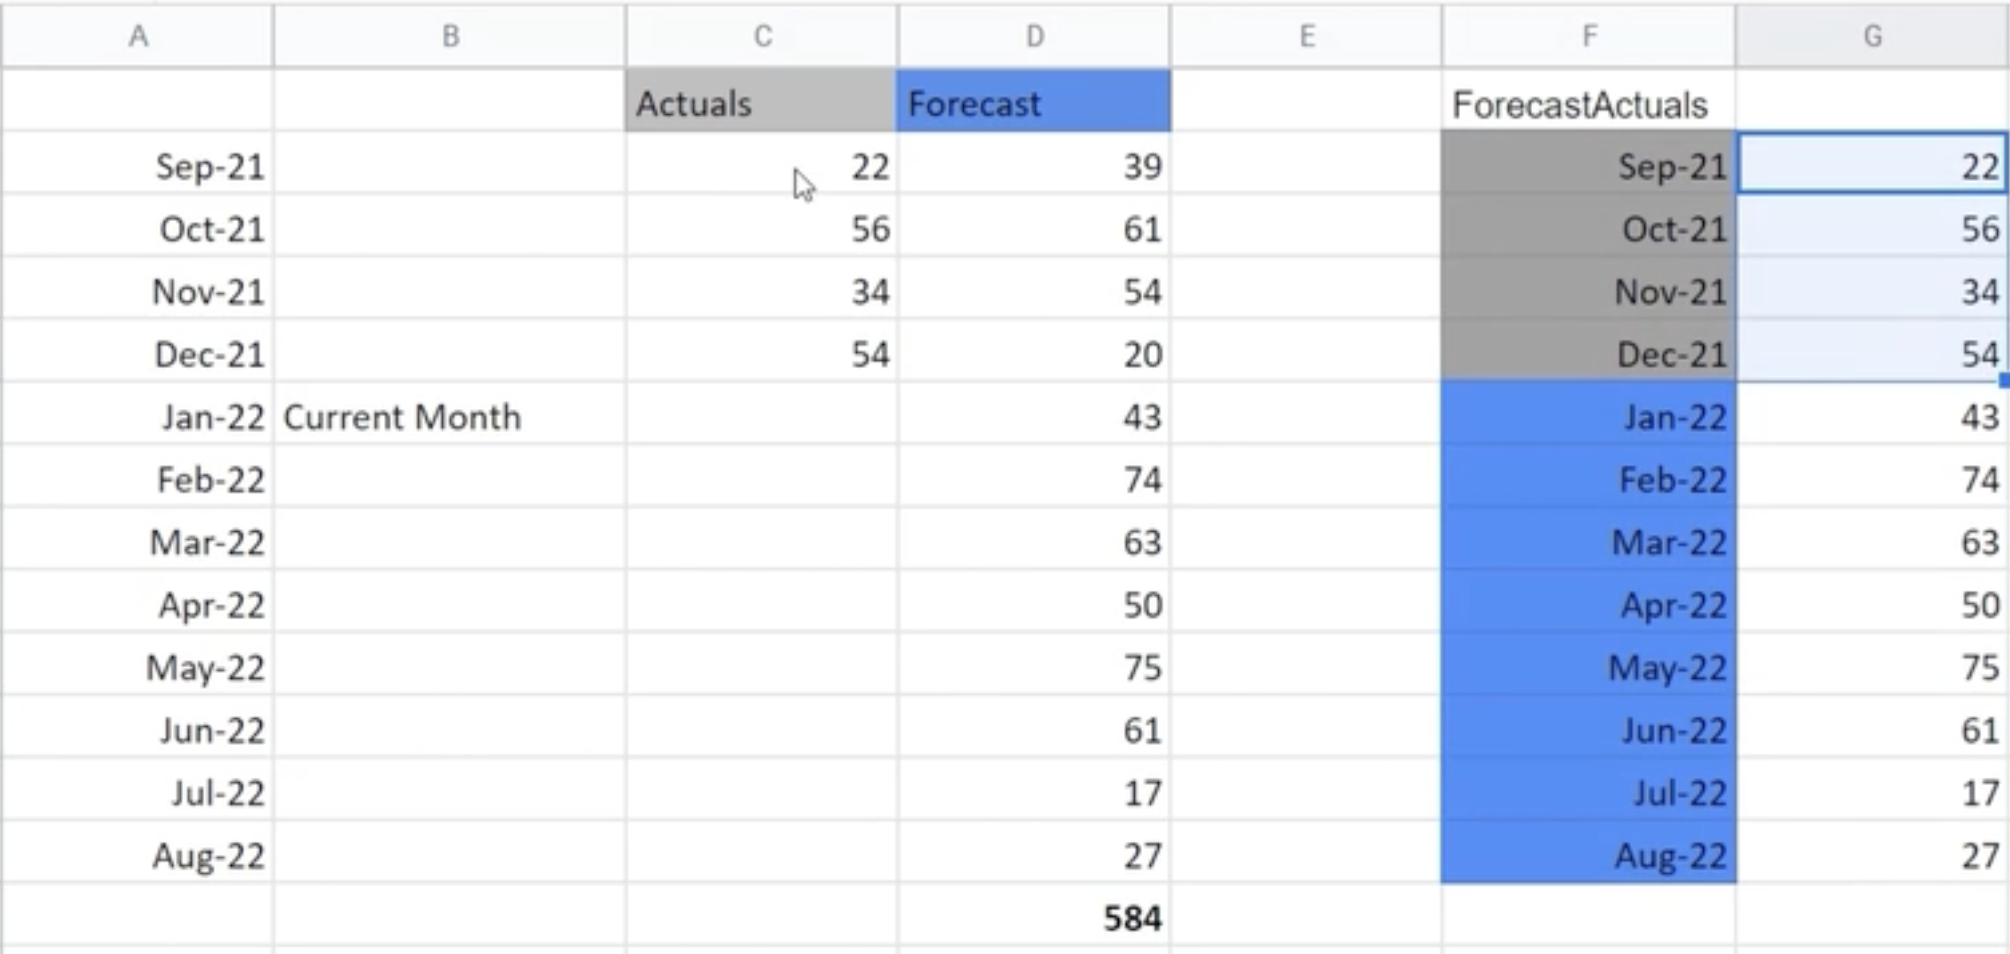 A B C D E F G
Actuals Forecast ForecastActuals
Sep-21 22 39 Sep-21 22
Oct-21 56 61 Oct-21 56
Nov-21 34 54 Nov-21 34
Dec-21 54 20 Dec-21 54
Jan-22 Current Month 43 Jan-22 43
Feb-22 74 Feb-22 74
Mar-22 63 Mar-22 63
Apr-22 50 Apr-22 50
May-22 75 May-22 75
Jun-22 61 Jun-22 61
Jul-22 17 Jul-22 17
Aug-22 27 Aug-22 27
584